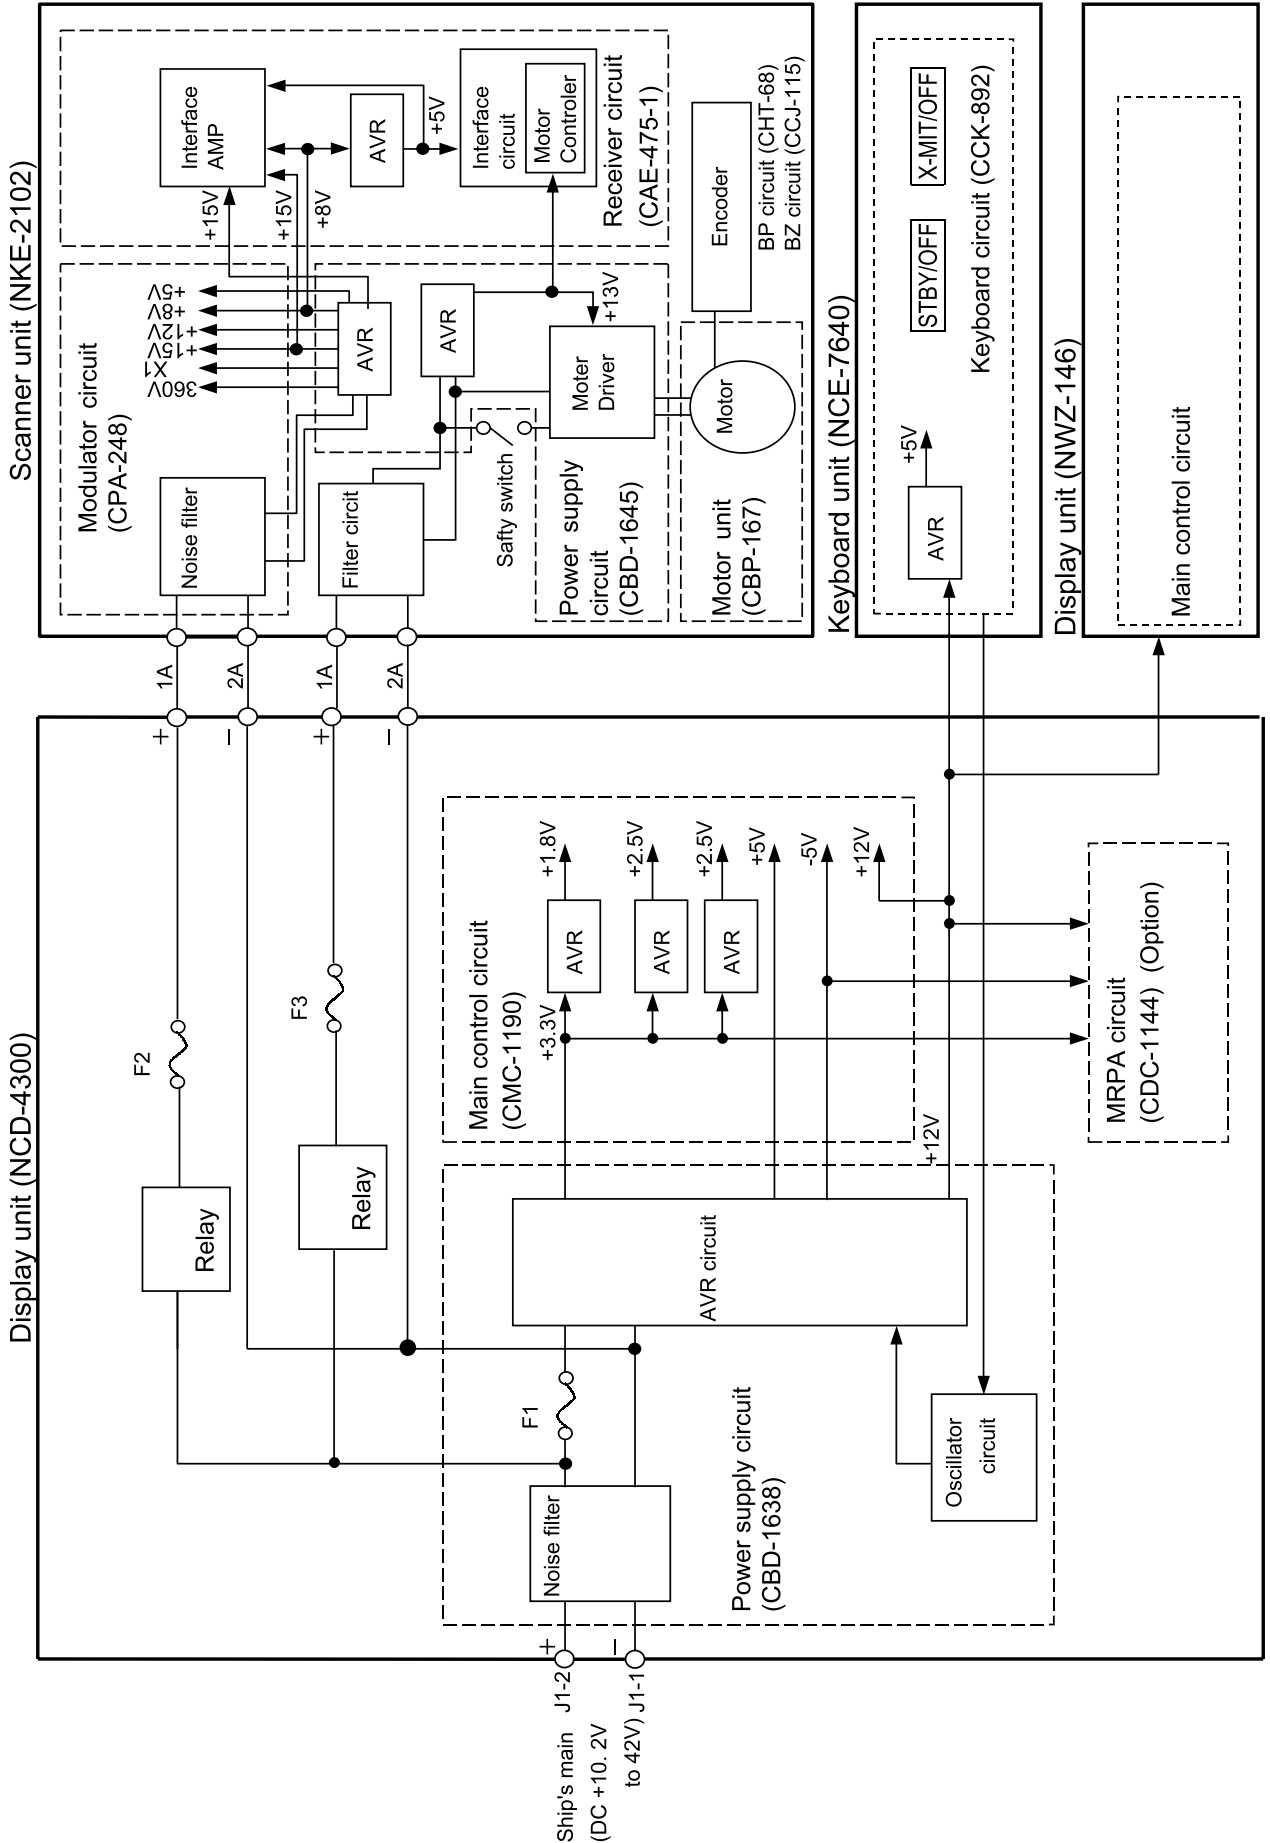 Scanner unit (NKE-2102)
Modulator circuit
(CPA-248)
Noise filter
360V
X1
+15V
+12V
+8V
+5V
AVR
+15V
+15V
+8V
Interface
AMP
AVR
+5V
Interface
circuit
Motor
Controler
Receiver circuit
(CAE-475-1)
Filter circit
AVR
+13V
Moter
Driver
Safty switch
Power supply
circuit
(CBD-1645)
Motor
Motor unit
(CBP-167)
Encoder
BP circuit (CHT-68)
BZ circuit (CCJ-115)
Keyboard unit (NCE-7640)
AVR
+5V
STBY/OFF
X-MIT/OFF
Keyboard circuit (CCK-892)
Display unit (NWZ-146)
Main control circuit
1A
2A
1A
2A
Display unit (NCD-4300)
+
−
+
−
F2
F3
Relay
Relay
Main control circuit
(CMC-1190)
+3.3V
AVR
+1.8V
AVR
+2.5V
AVR
+2.5V
+5V
-5V
+12V
+12V
MRPA circuit
(CDC-1144) (Option)
AVR circuit
F1
Noise filter
Power supply circuit
(CBD-1638)
Oscillator
circuit
+
−
Ship's main J1-2
(DC +10. 2V
to 42V) J1-1